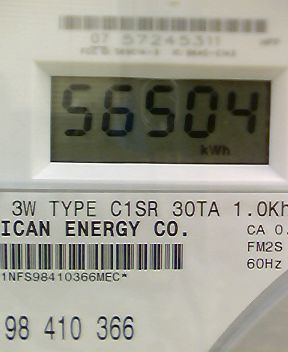 07 57245311
56504
kWh
3W TYPE C1SR 30TA 1.0Kh
ICAN ENERGY CO.
CA 0.
FM2S
1NFS98410366MEC*
60Hz
98 410 366